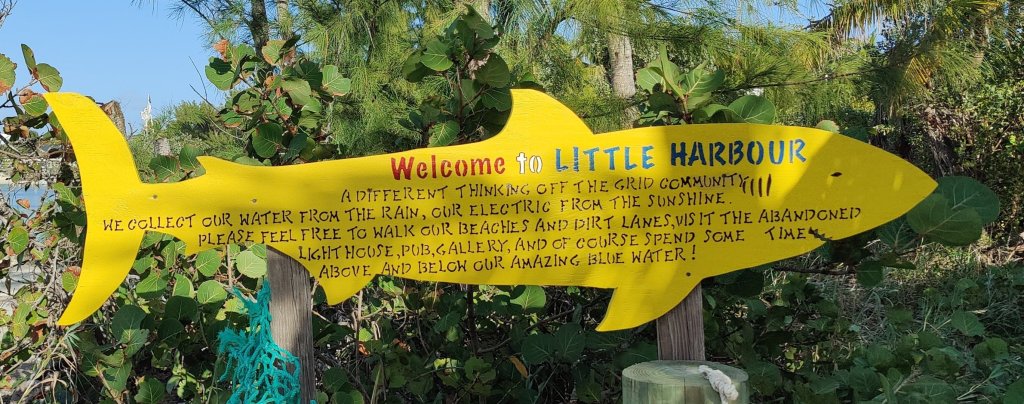 Welcome to LITTLE HARBOUR
A DIFFERENT THINKING OFF THE GRID COMMUNITY
WE COLLECT OUR WATER FROM THE RAIN, OUR ELECTRIC FROM THE SUNSHINE.
PLEASE FEEL FREE TO WALK OUR BEACHES AND DIRT LANES, VISIT THE ABANDONED
LIGHTHOUSE, PUB, GALLERY, AND OF COURSE SPEND SOME TIME
ABOVE AND BELOW OUR AMAZING BLUE WATER!